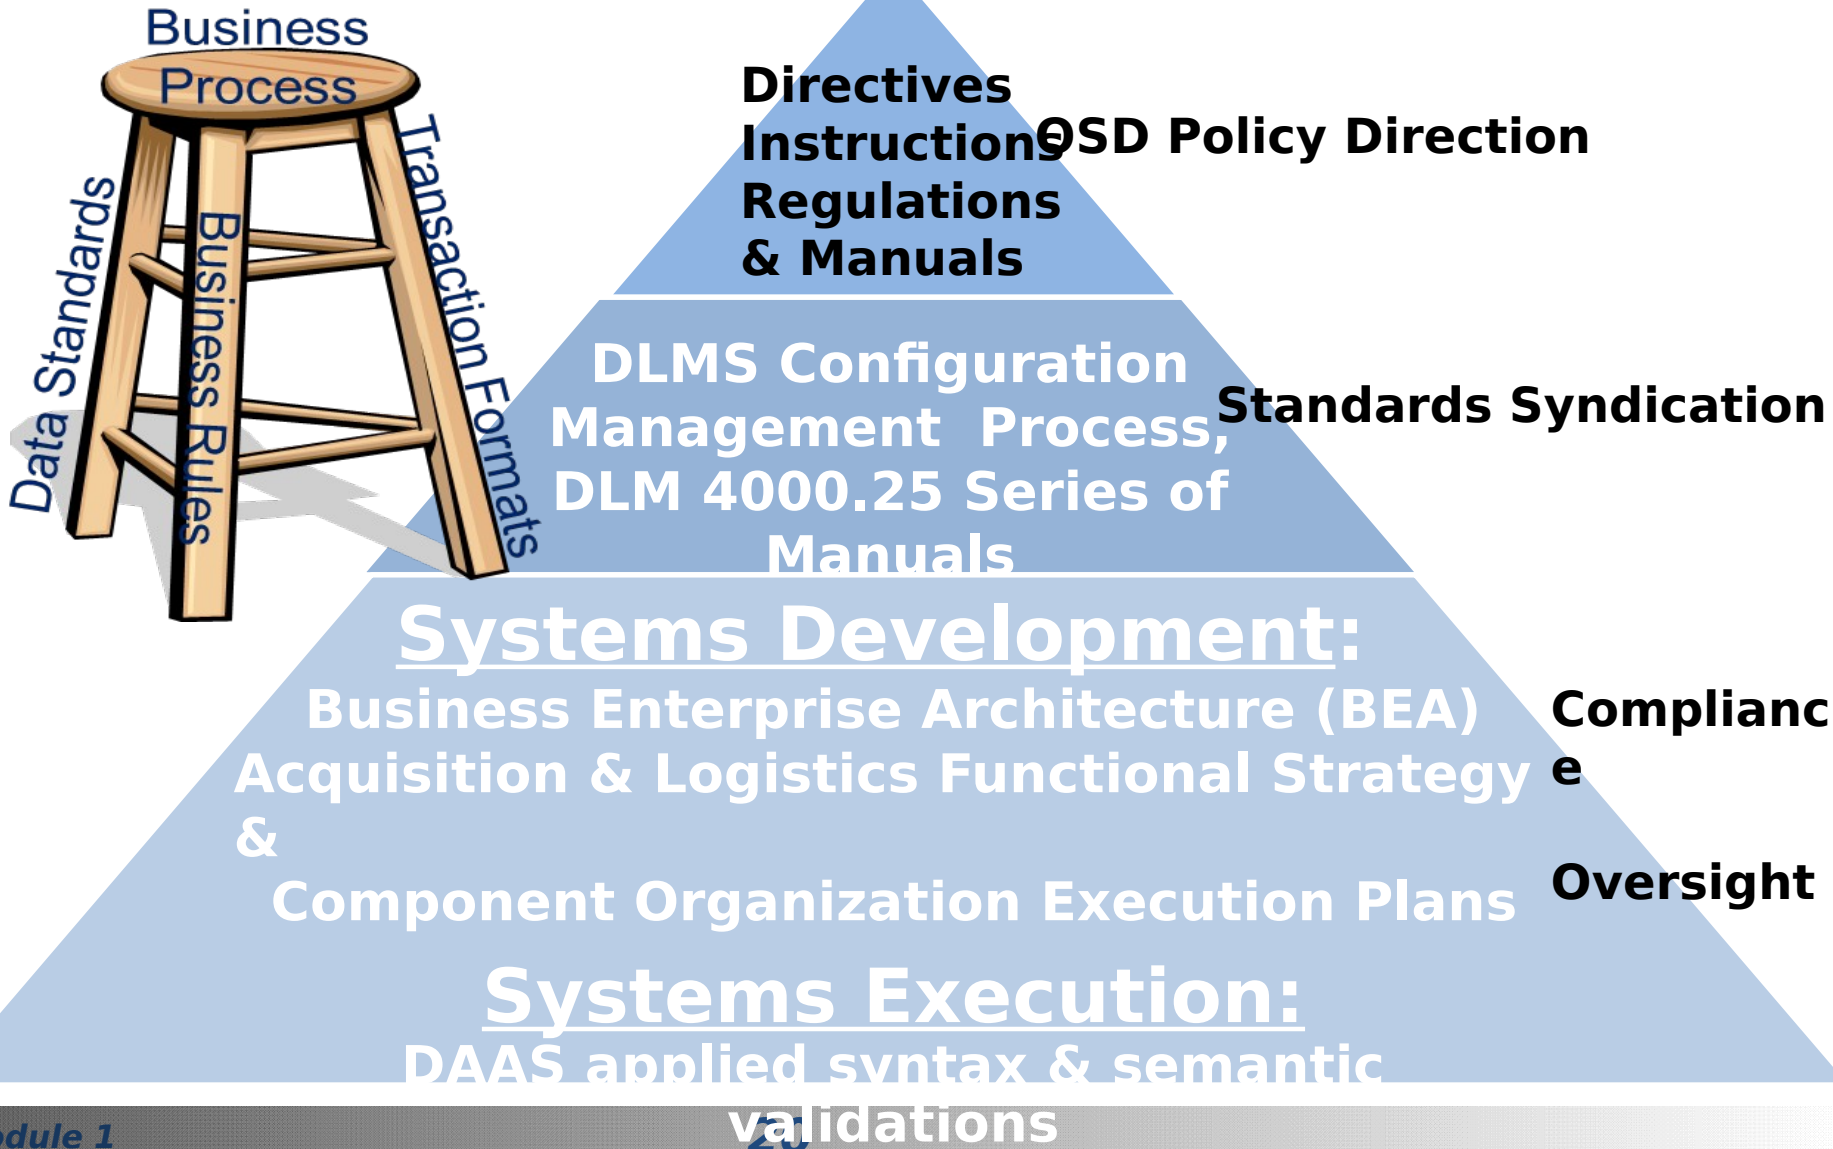 Business
Process
Data Standards
Business Rules
Transaction Formats
Directives
Instructions
Regulations
& Manuals
OSD Policy Direction
DLMS Configuration
Management Process,
DLM 4000.25 Series of
Manuals
Standards Syndication
Systems Development:
Business Enterprise Architecture (BEA)
Acquisition & Logistics Functional Strategy
&
Component Organization Execution Plans
Complianc
e
Oversight
Systems Execution:
DAAS applied syntax & semantic
validations
odule 1
20